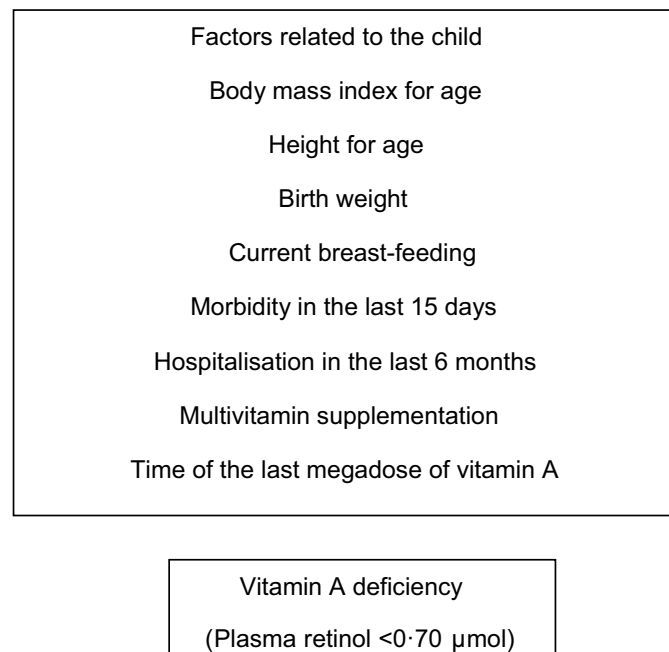 Factors related to the child
Body mass index for age
Height for age
Birth weight
Current breast-feeding
Morbidity in the last 15 days
Hospitalisation in the last 6 months
Multivitamin supplementation
Time of the last megadose of vitamin A
Vitamin A deficiency
(Plasma retinol <0·70 μmol)